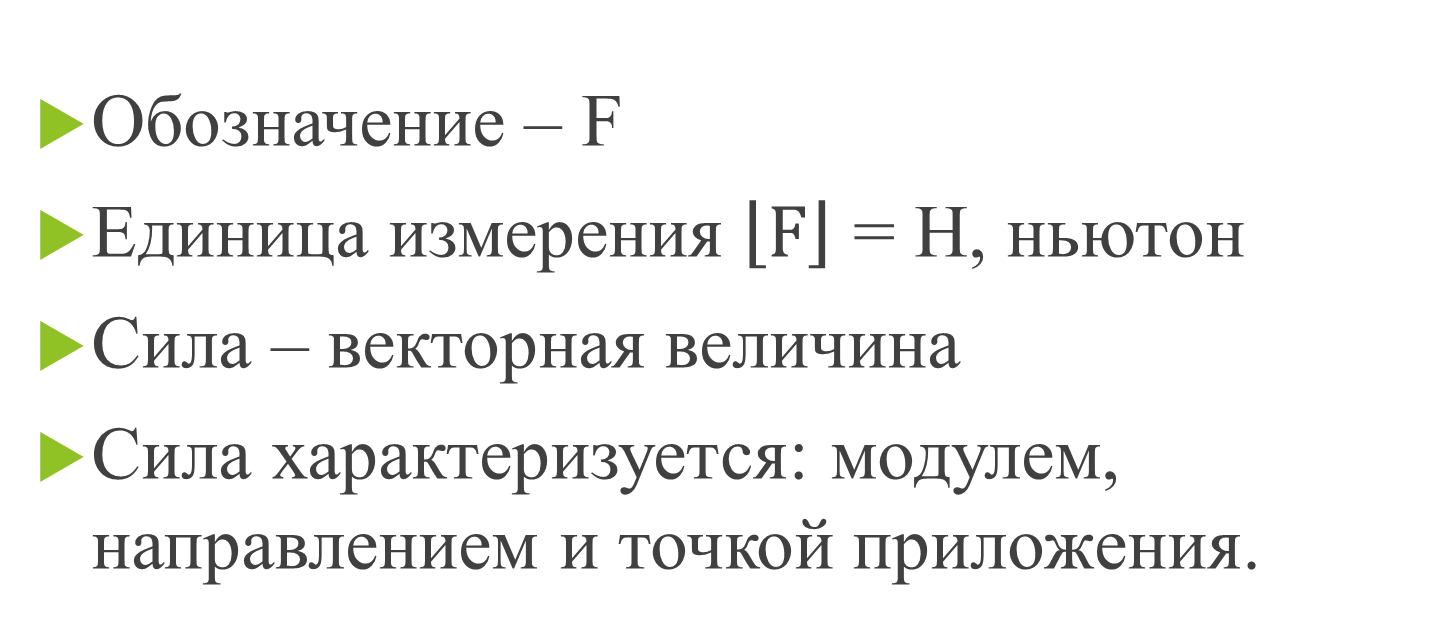 Обозначение – F
Единица измерения ⌊F⌋ = Н, ньютон
Сила – векторная величина
Сила характеризуется: модулем,
направлением и точкой приложения.